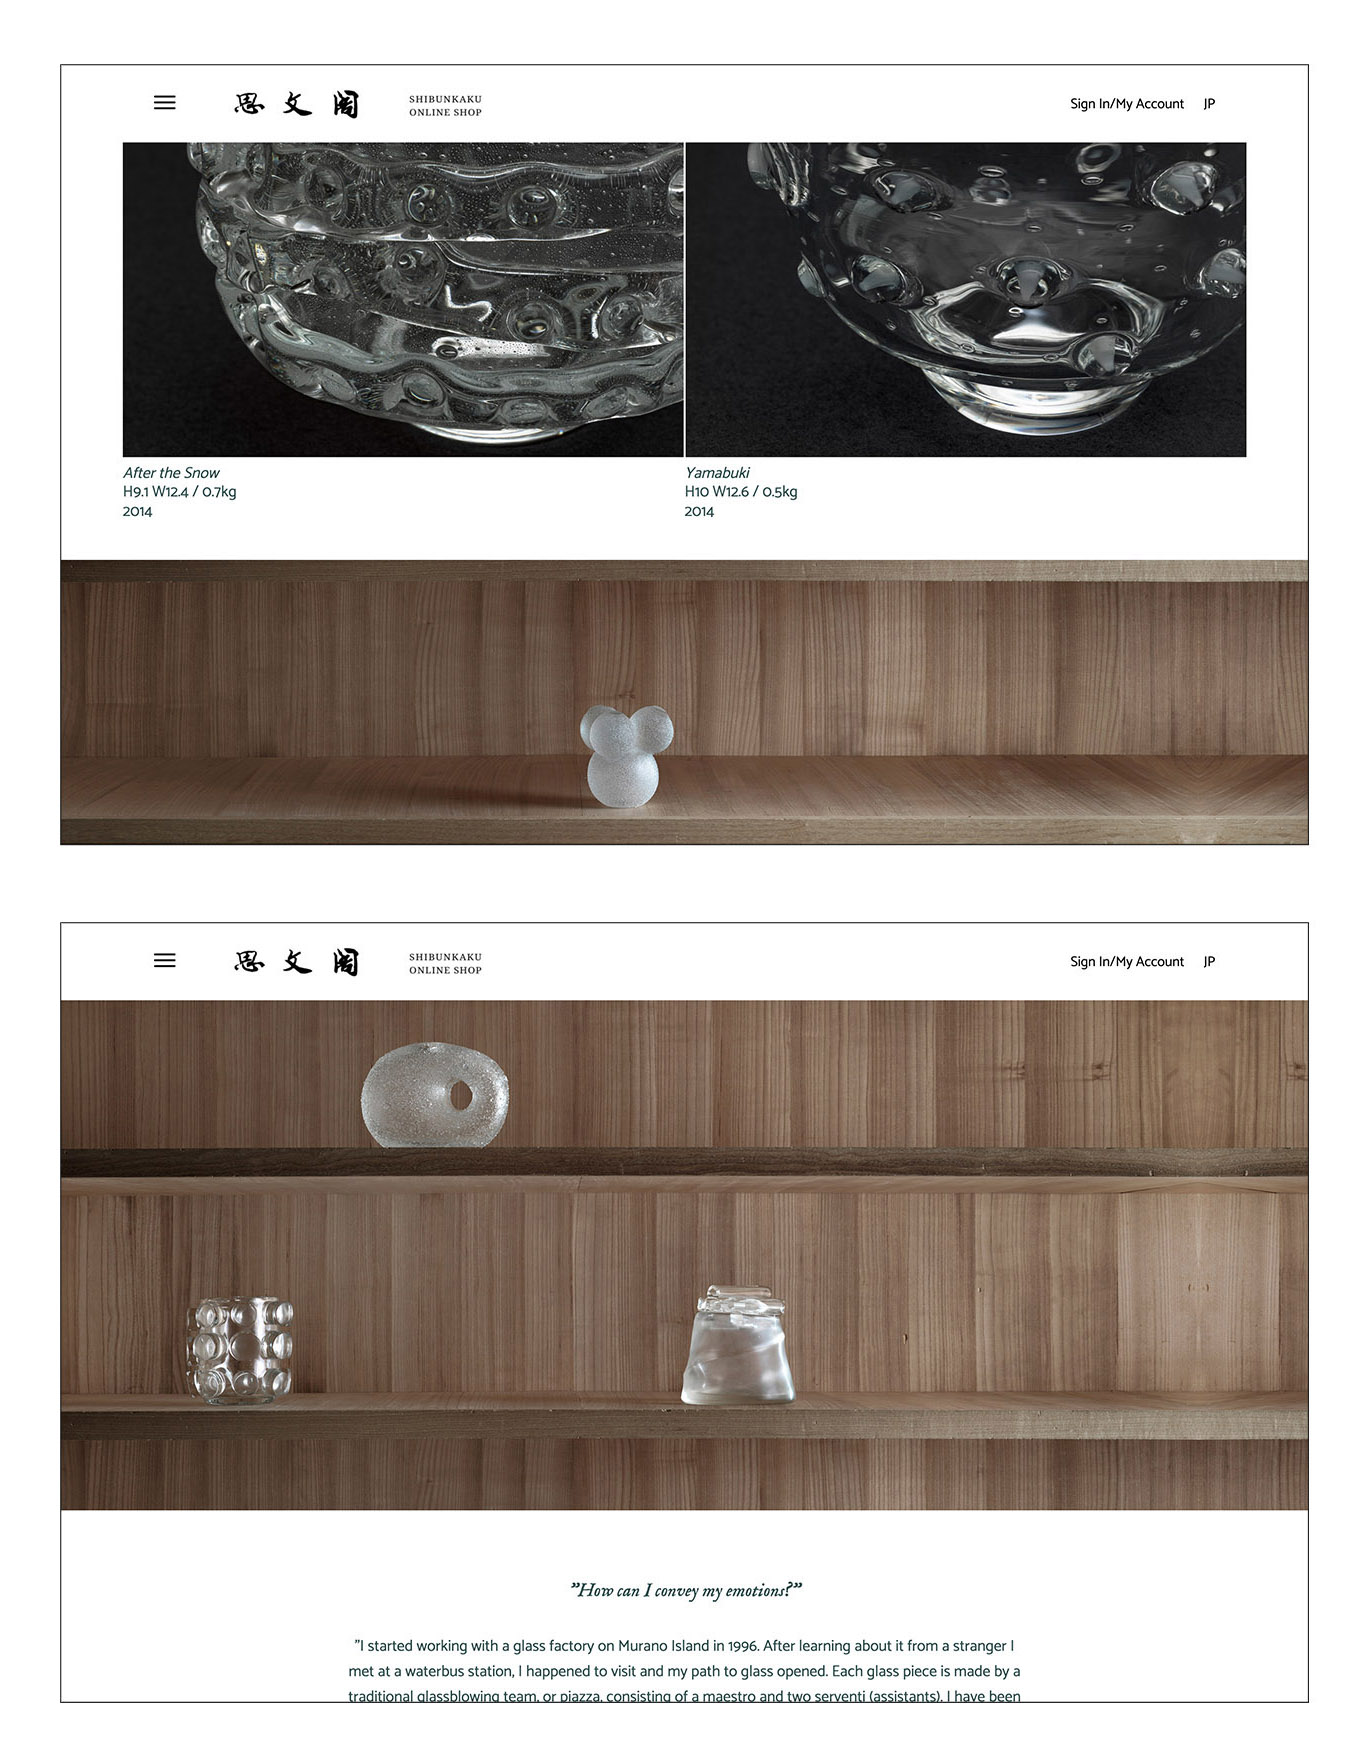 思文閣
SHIBUNKAKU
ONLINE SHOP
Sign In/My Account JP
After the Snow
H9.1 W12.4 / 0.7kg
2014
Yamabuki
H10 W12.6 / 0.5kg
2014
思文閣
SHIBUNKAKU
ONLINE SHOP
Sign In/My Account JP
”How can I convey my emotions?”
”I started working with a glass factory on Murano Island in 1996. After learning about it from a stranger I
met at a waterbus station, I happened to visit and my path to glass opened. Each glass piece is made by a
traditional glassblowing team, or piazza, consisting of a maestro and two serventi (assistants). I have been